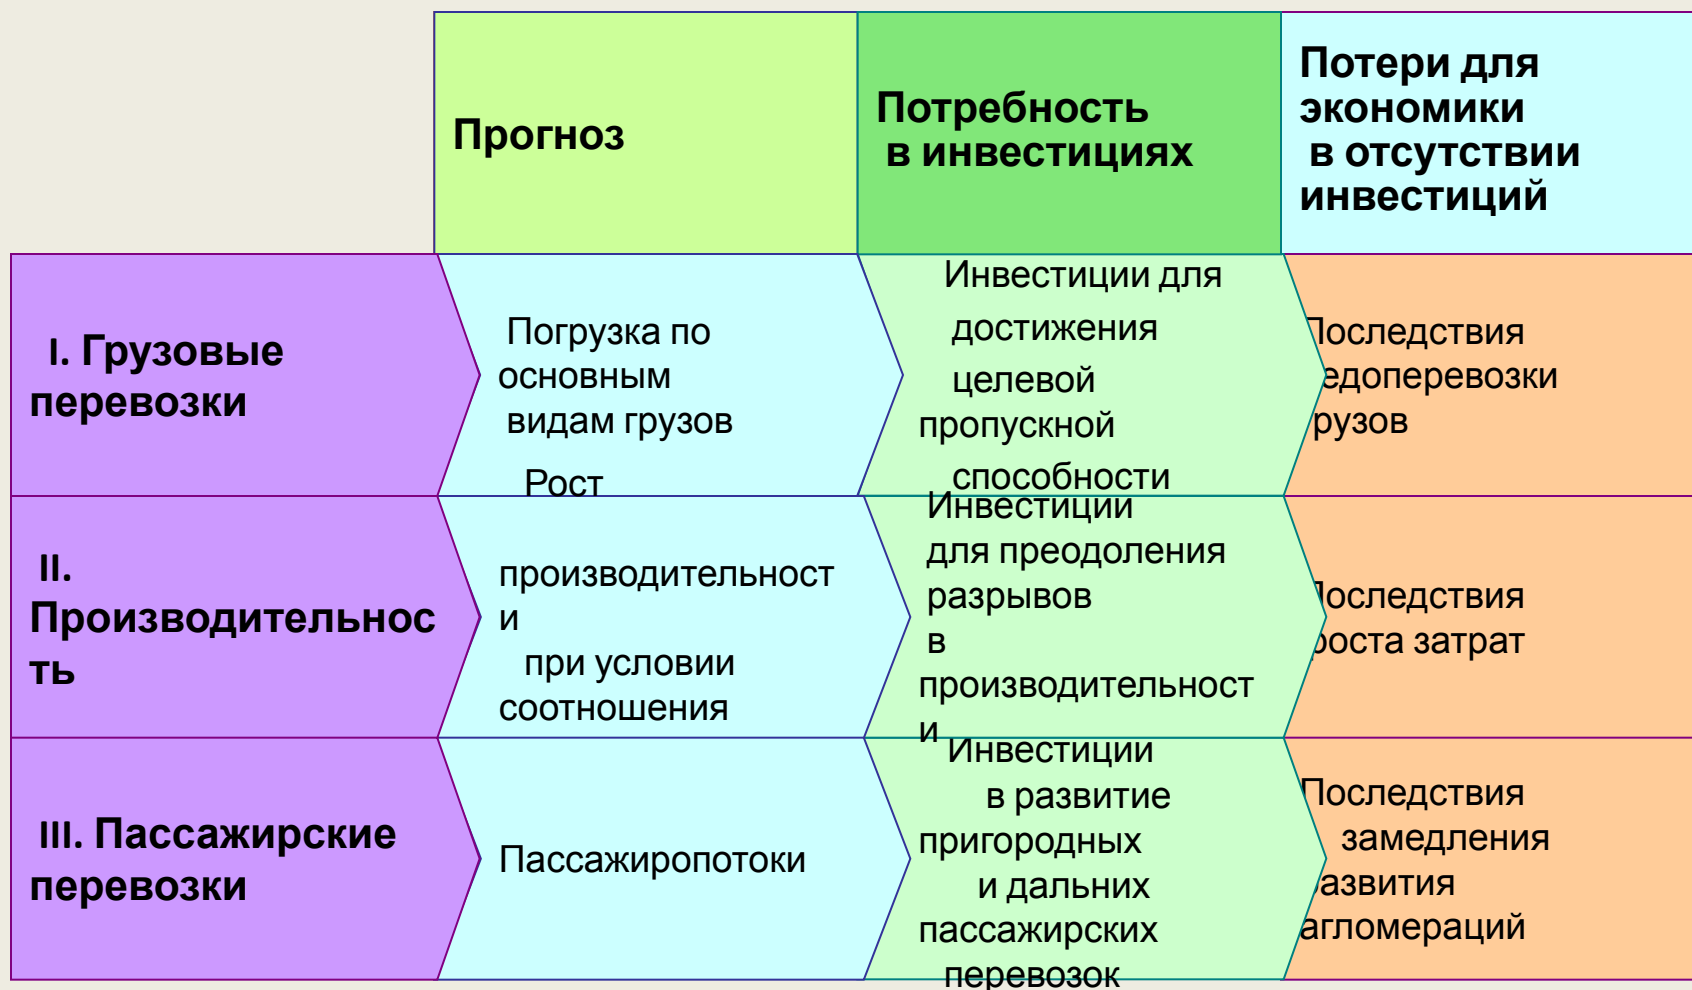 Прогноз
Потребность
в инвестициях
Потери для
экономики
в отсутствии
инвестиций
I. Грузовые
перевозки
Погрузка по
основным
видам грузов
Инвестиции для
достижения
целевой
пропускной
способности
Последствия
едоперевозки
рузов
II.
Производительнос
ть
Рост
производительност
и
при условии
соотношения
Инвестиции
для преодоления
разрывов
в
производительност
и
Последствия
роста затрат
III. Пассажирские
перевозки
Пассажиропотоки
Инвестиции
в развитие
пригородных
и дальних
пассажирских
перевозок
Последствия
замедления
развития
агломераций